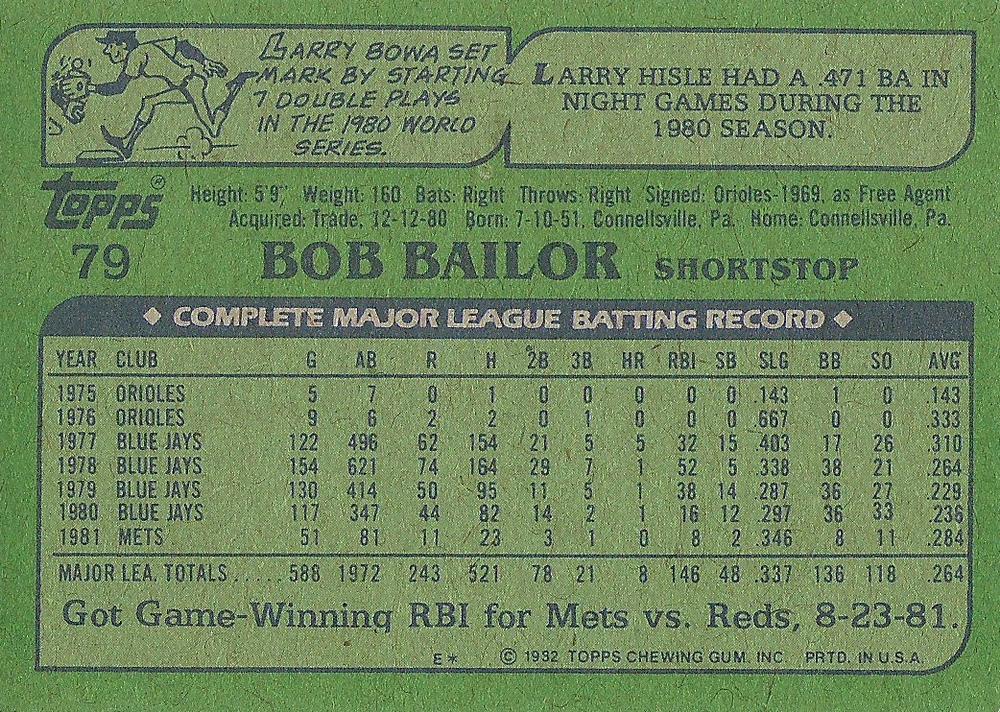 LARRY BOWA SET
MARK BY STARTING
7 DOUBLE PLAYS
IN THE 1980 WORLD
SERIES.
LARRY HISLE HAD A .471 BA IN
NIGHT GAMES DURING THE
1980 SEASON.
TOPPS®
Height: 5'9" Weight: 160 Bats: Right Throws: Right Signed: Orioles-1969, as Free Agent
Acquired: Trade, 12-12-80 Born: 7-10-51, Connellsville, Pa. Home: Connellsville, Pa.
79 BOB BAILOR SHORTSTOP
◆ COMPLETE MAJOR LEAGUE BATTING RECORD ◆
YEAR CLUB G AB R H 2B 3B HR RBI SB SLG BB SO AVG
1975 ORIOLES 5 7 0 1 0 0 0 0 0 .143 1 0 .143
1976 ORIOLES 9 6 2 2 0 1 0 0 0 .667 0 0 .333
1977 BLUE JAYS 122 496 62 154 21 5 5 32 15 .403 17 26 .310
1978 BLUE JAYS 154 621 74 164 29 7 1 52 5 .338 38 21 .264
1979 BLUE JAYS 130 414 50 95 11 5 1 38 14 .287 36 27 .229
1980 BLUE JAYS 117 347 44 82 14 2 1 16 12 .297 36 33 .236
1981 METS 51 81 11 23 3 1 0 8 2 .346 8 11 .284
MAJOR LEA. TOTALS..... 588 1972 243 521 78 21 8 146 48 .337 136 118 .264
Got Game-Winning RBI for Mets vs. Reds, 8-23-81.
E* © 1982 TOPPS CHEWING GUM. INC. PRTD. IN U.S.A.